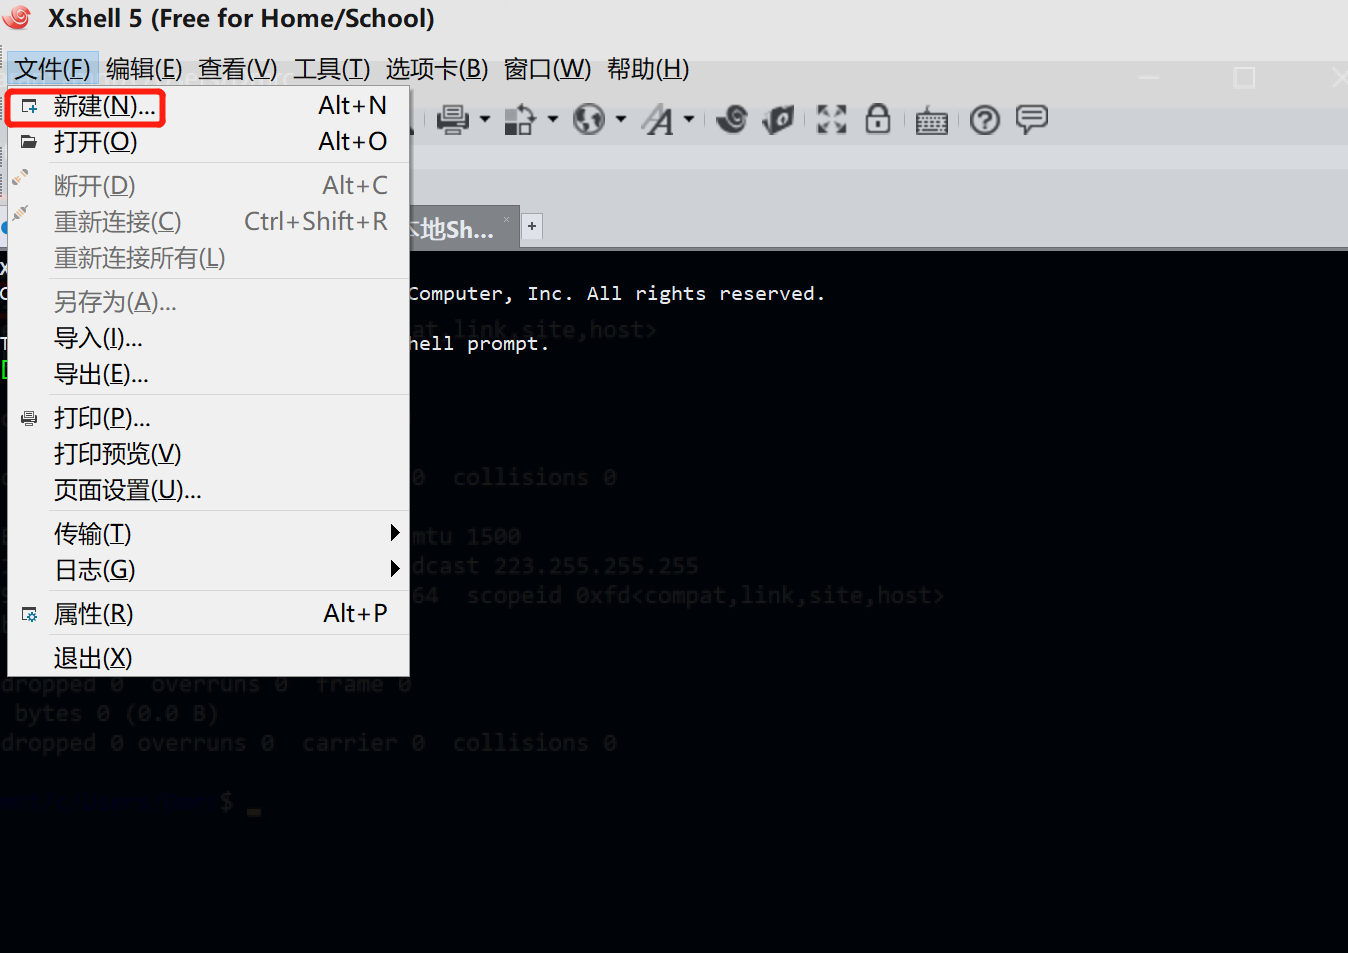 Xshell 5 (Free for Home/School)
文件(F) 编辑(E) 查看(V) 工具(T) 选项卡(B) 窗口(W) 帮助(H)
新建(N)... Alt+N
打开(O) Alt+O
断开(D) Alt+C
重新连接(C) Ctrl+Shift+R
重新连接所有(L)
另存为(A)...
导入(I)...
导出(E)...
打印(P)...
打印预览(V)
页面设置(U)...
传输(T)
日志(G)
属性(R) Alt+P
退出(X)
本地Sh... +
Computer, Inc. All rights reserved.
link,site,host>
hell prompt.
0 collisions 0
mtu 1500
dcast 223.255.255.255
64 scopeid 0xfd<compat,link,site,host>
dropped 0 overruns 0 frame 0
bytes 0 (0.0 B)
dropped 0 overruns 0 carrier 0 collisions 0
$